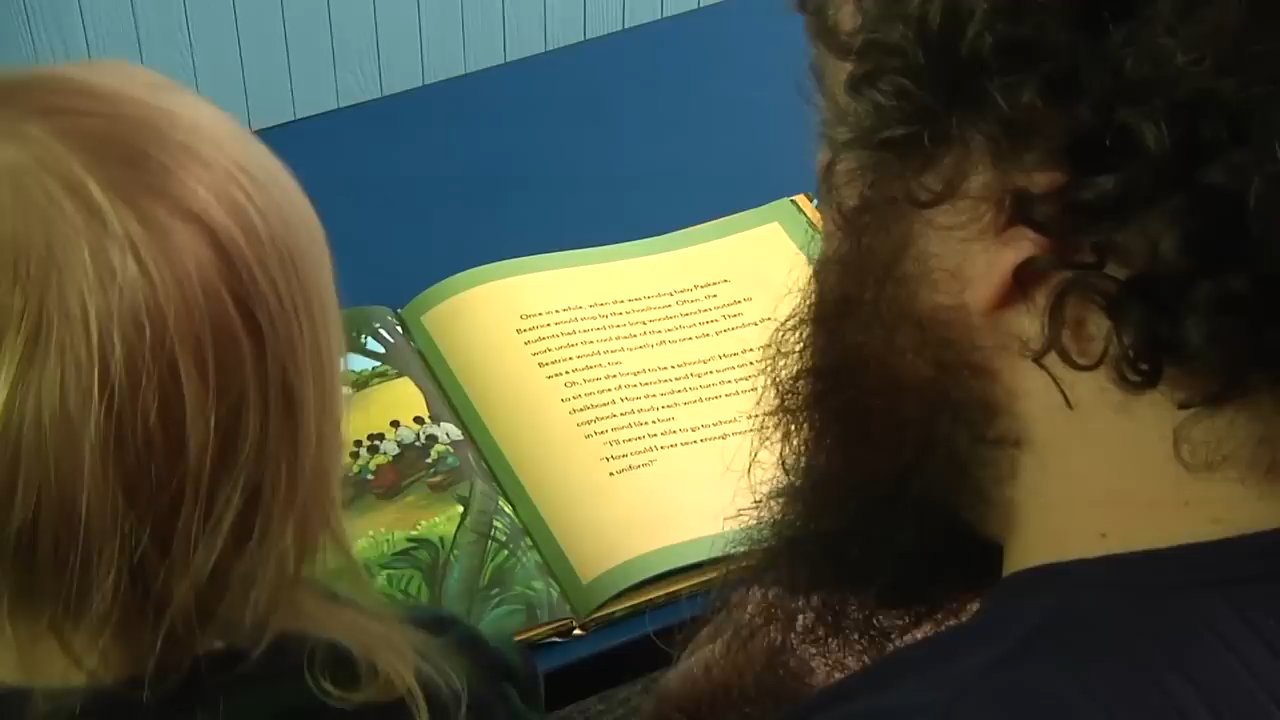 Once in a while, when she was tending baby Paskaria,
Beatrice would stop by the schoolhouse. Often, the
students had carried their long wooden benches outside to
work under the cool shade of the jackfruit trees. Then
Beatrice would stand quietly off to one side, pretending she
was a student, too.
Oh, how she longed to be a schoolgirl! How she
to sit on one of the benches and figure sums on a
chalkboard. How she wished to turn the
copybook and study each word over and over
in her mind like a burr.
"I'll never be able to go to school,"
"How could I ever save enough
a uniform?"